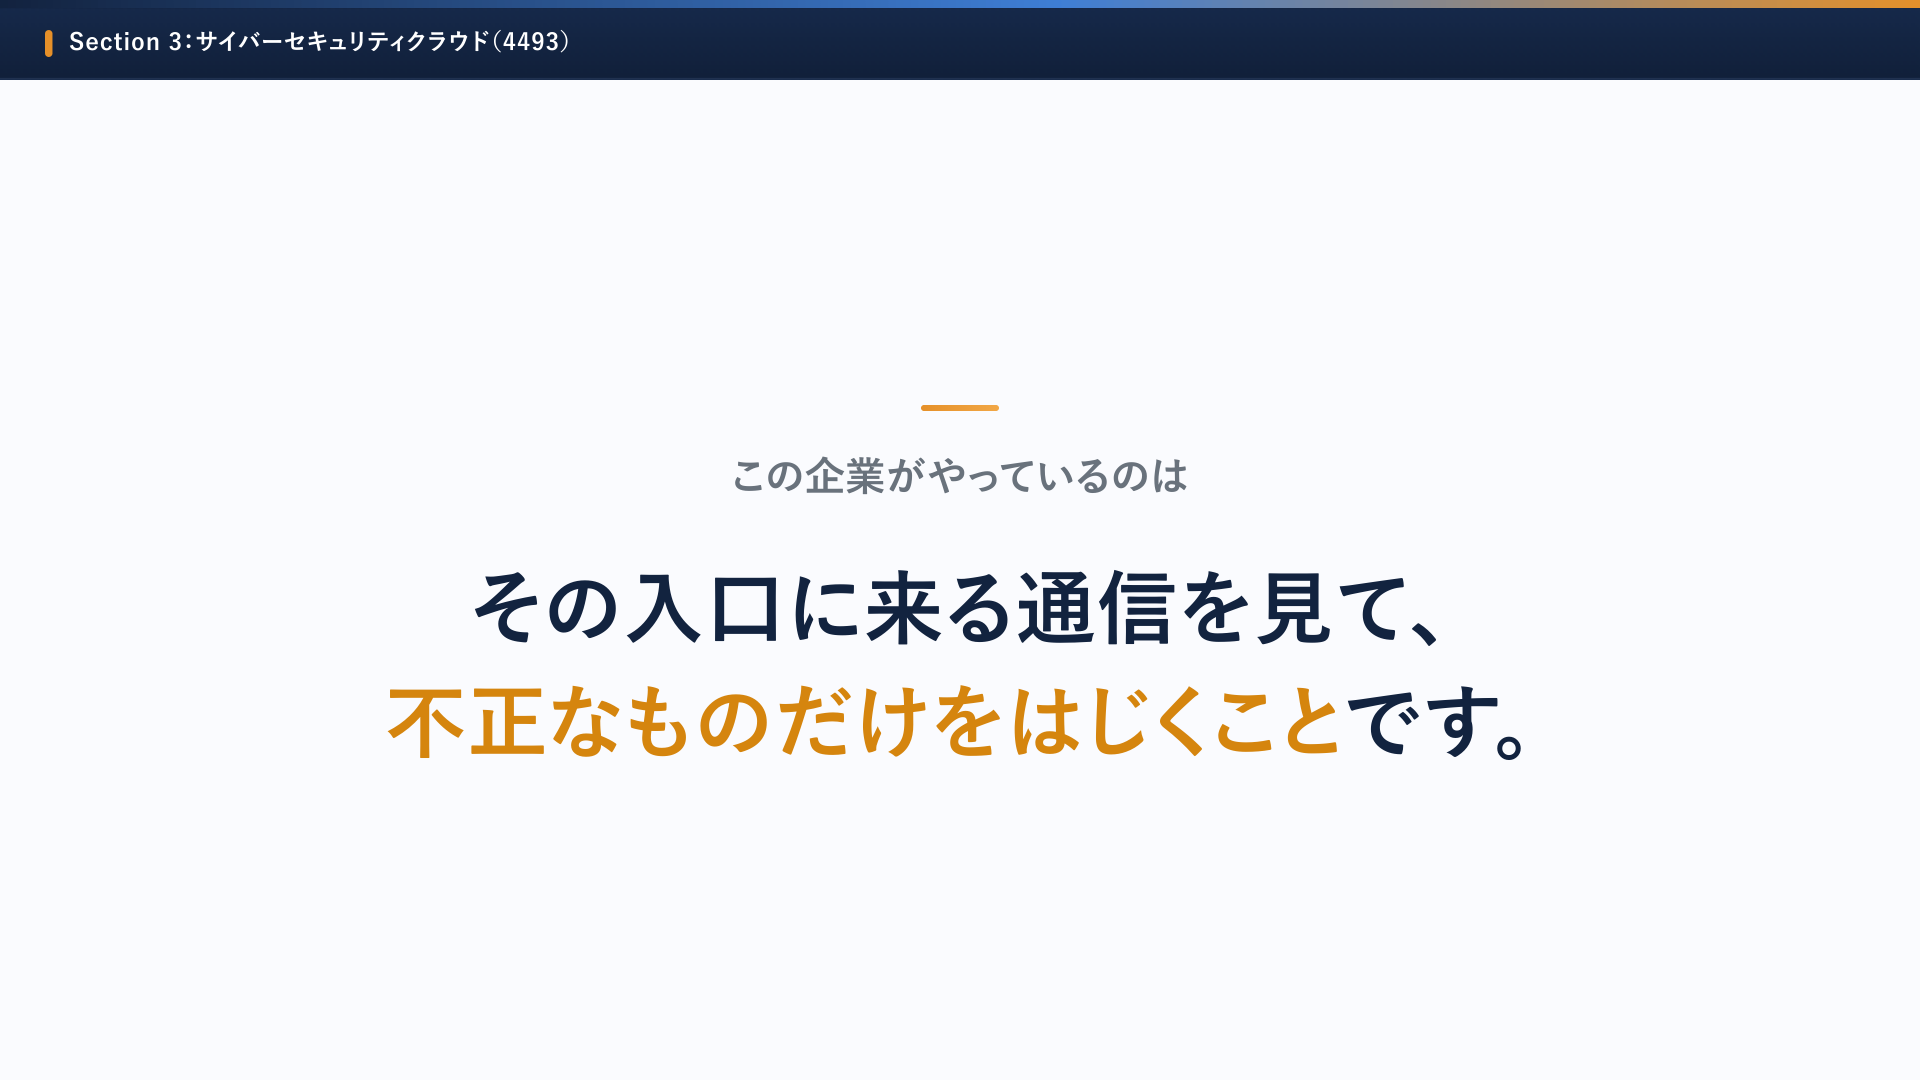 Section 3：サイバーセキュリティクラウド（4493）
この企業がやっているのは
その入口に来る通信を見て、
不正なものだけをはじくことです。